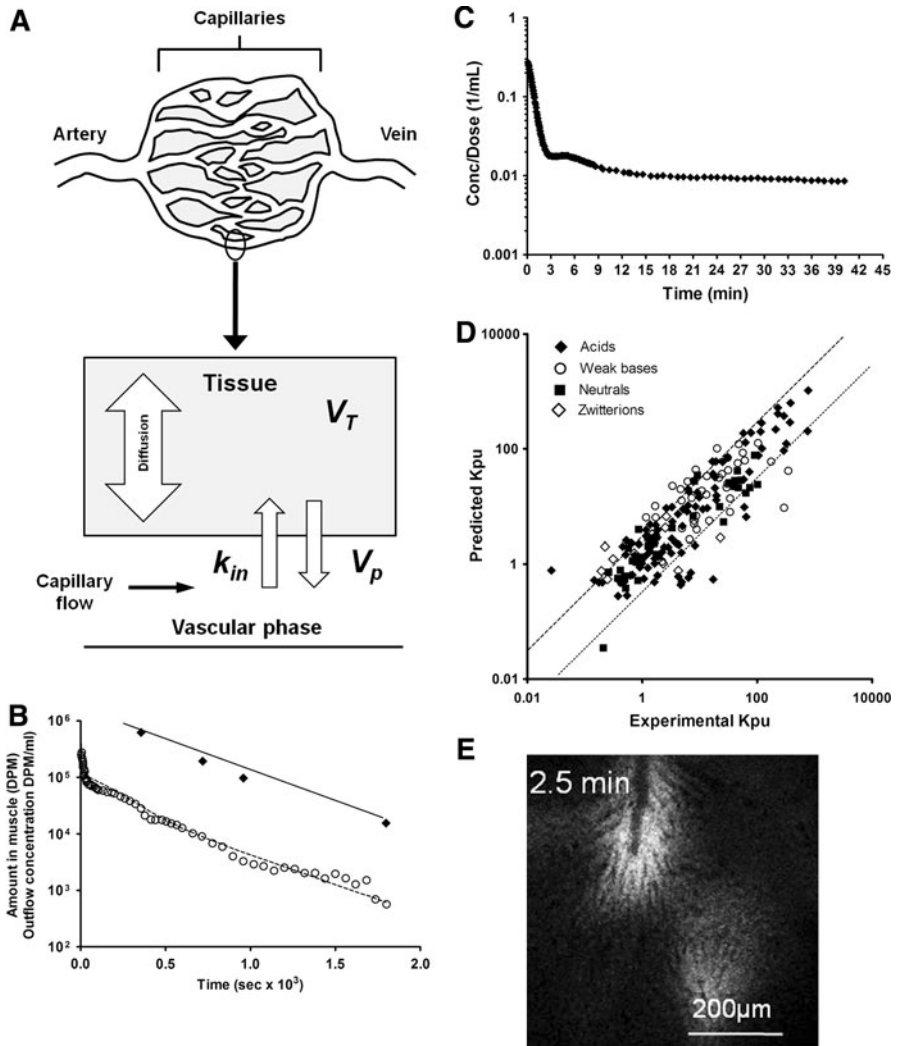 A
Capillaries
Artery
Vein
Tissue
V_T
Diffusion
k_in
V_p
Capillary
flow
Vascular phase
B
Amount in muscle (DPM)
Outflow concentration DPM/ml)
10^6
10^5
10^4
10^3
10^2
0.0 0.5 1.0 1.5 2.0
Time (sec x 10^3)
C
Conc/Dose (1/mL)
1
0.1
0.01
0.001
0 3 6 9 12 15 18 21 24 27 30 33 36 39 42 45
Time (min)
D
Predicted Kpu
10000
100
1
0.01
Acids
Weak bases
Neutrals
Zwitterions
0.01 1 100 10000
Experimental Kpu
E
2.5 min
200µm